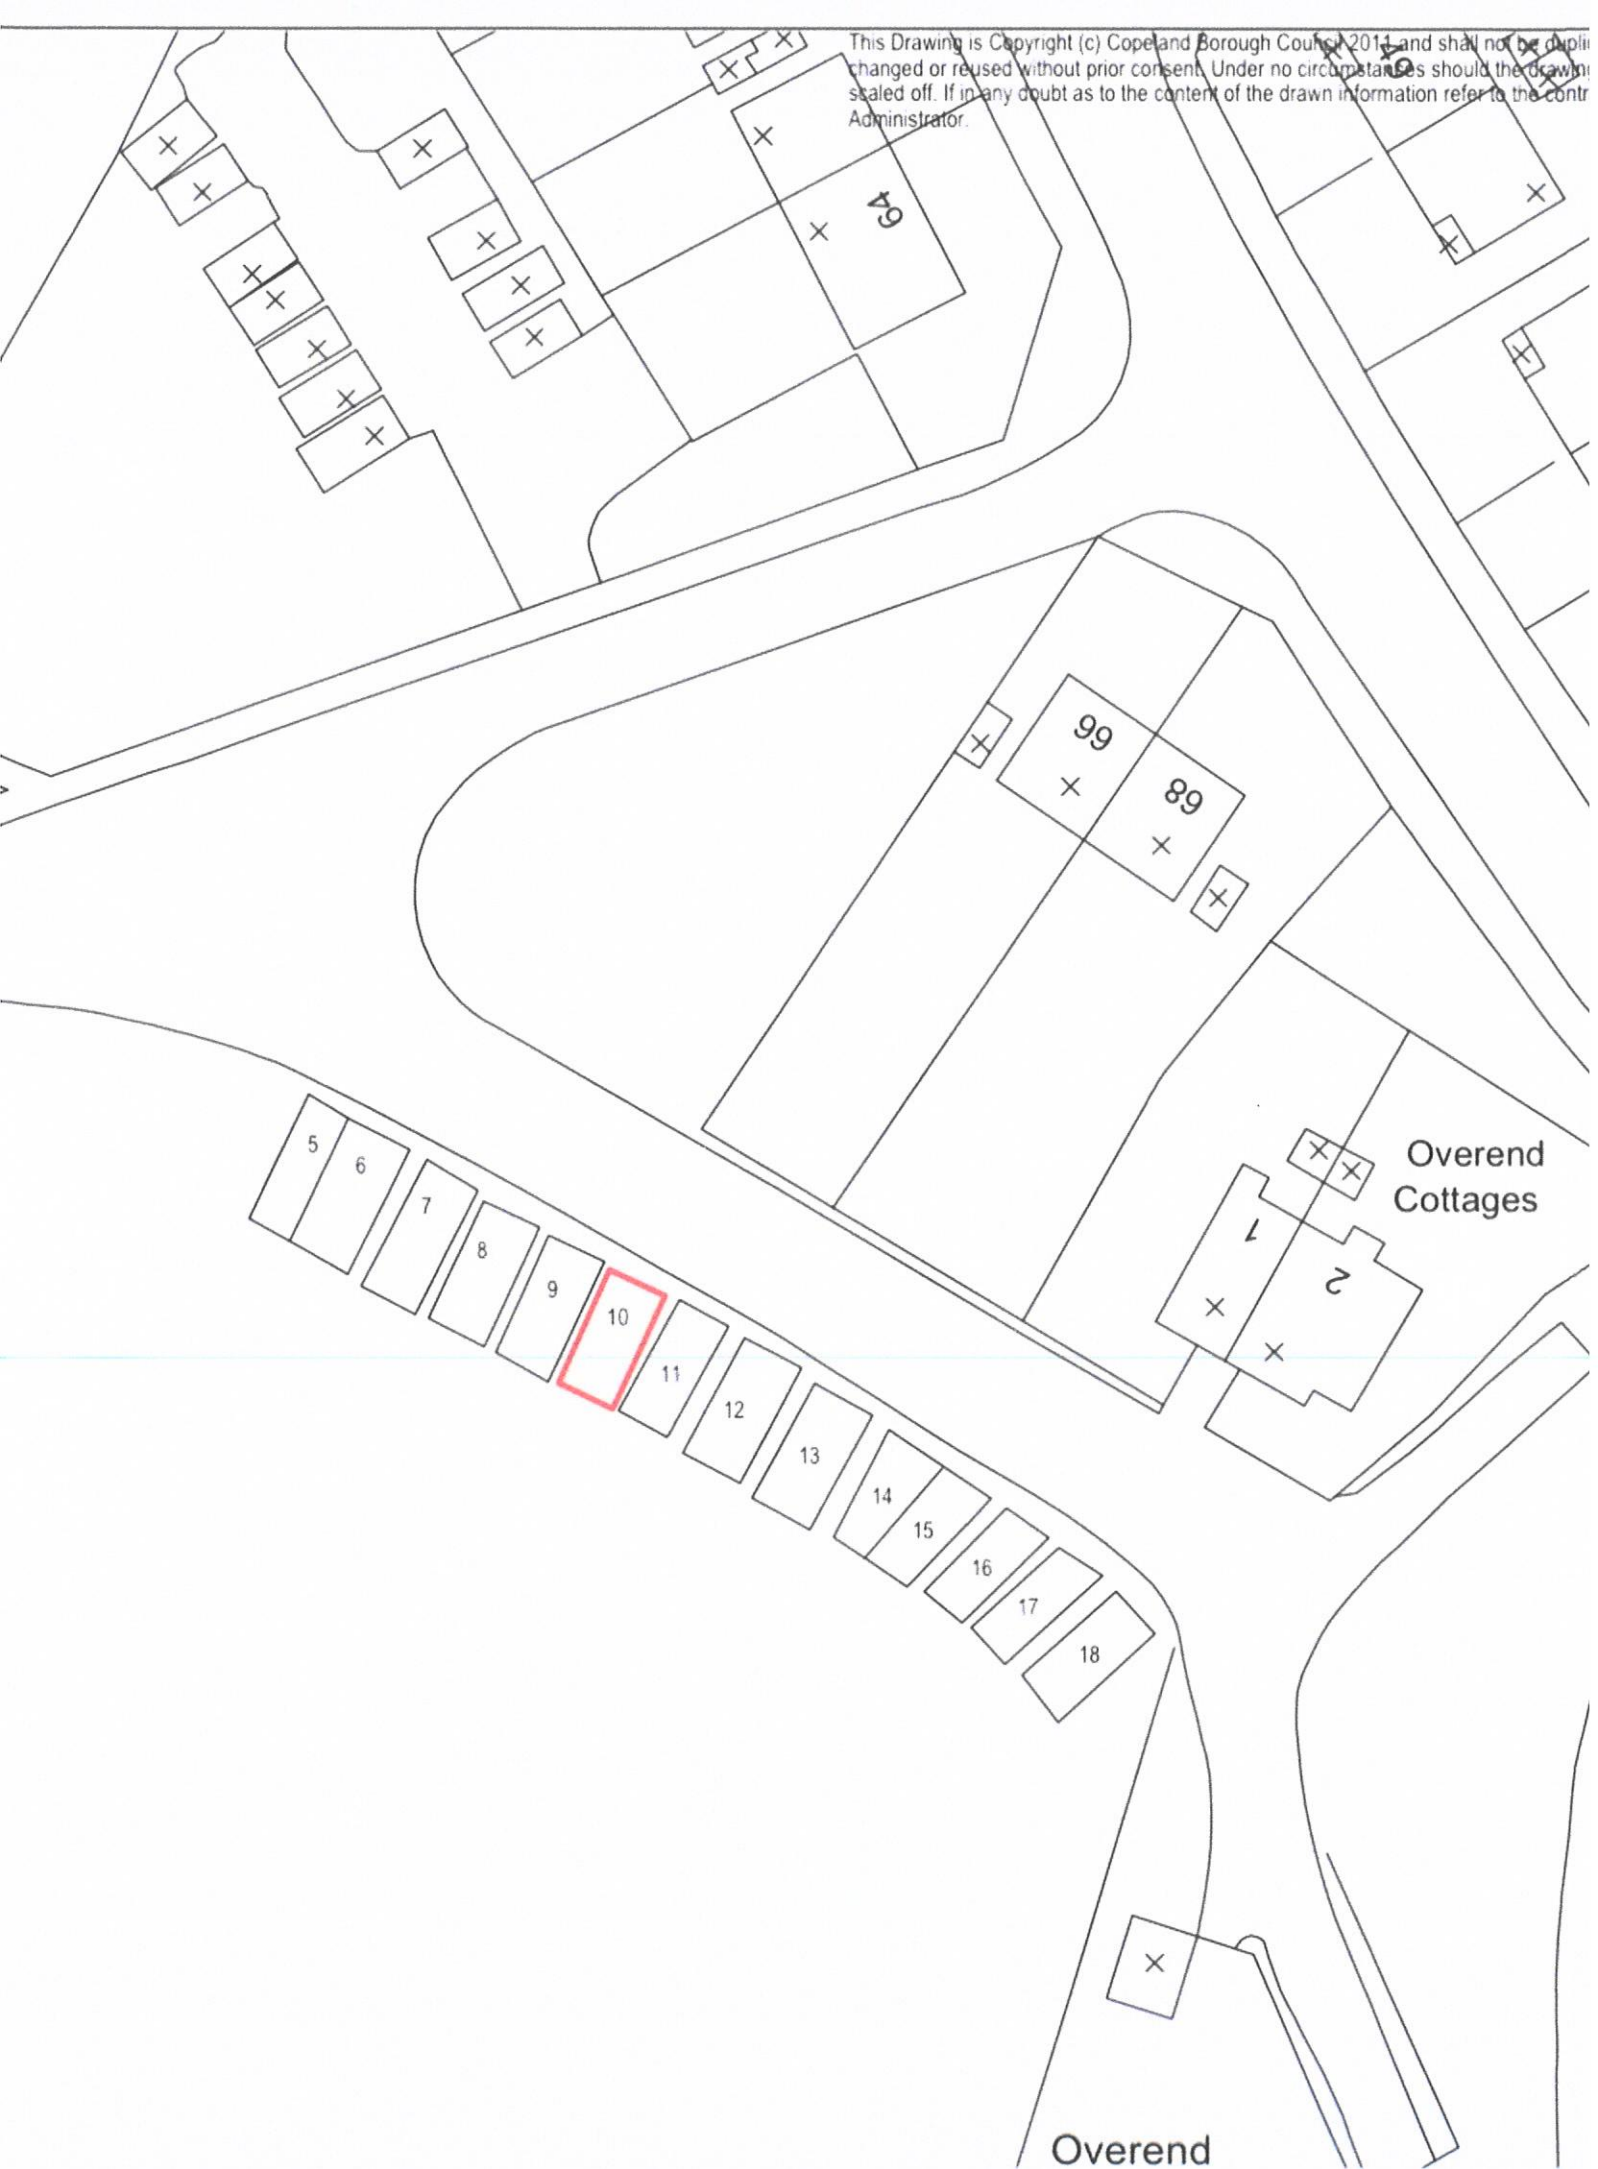 This Drawing is Copyright (c) Copeland Borough Council 2011 and shall not be dupli
changed or reused without prior consent. Under no circumstanses should the drawin
scaled off. If in any doubt as to the content of the drawn information refer to the contr
Administrator.
64
66
68
5
6
7
8
9
10
11
12
13
14
15
16
17
18
Overend
Cottages
1
2
Overend